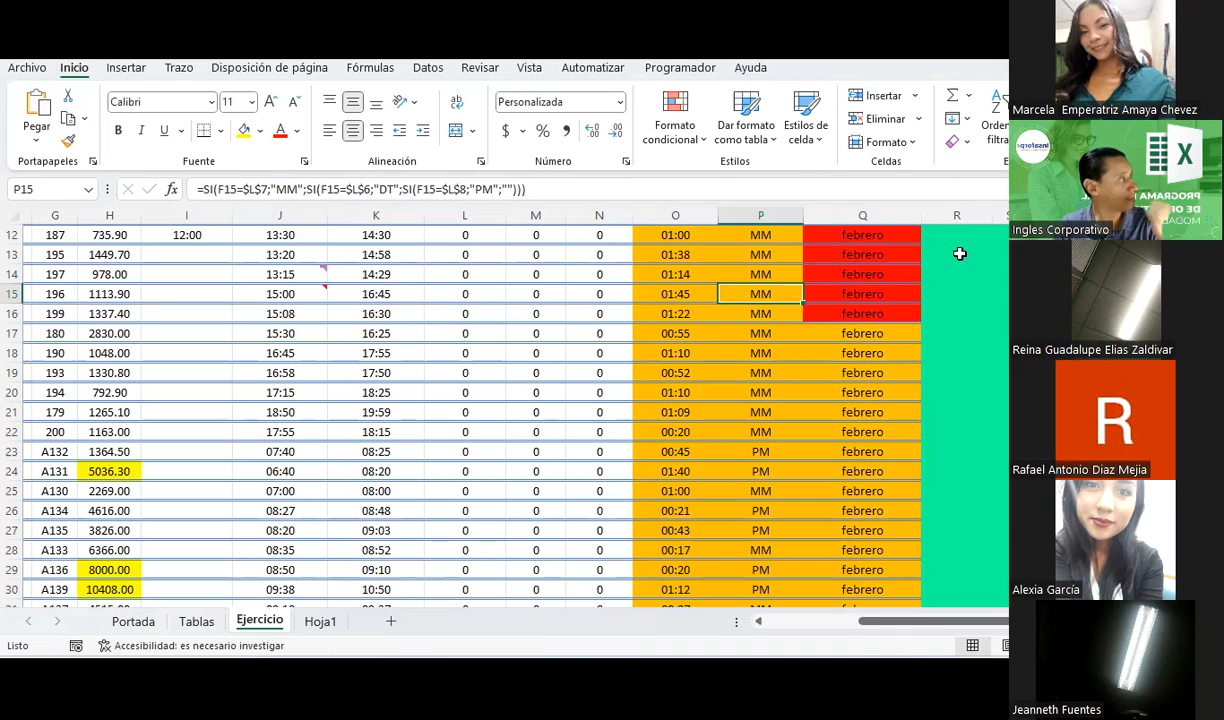 Archivo Inicio Insertar Trazo Disposición de página Fórmulas Datos Revisar Vista Automatizar Programador Ayuda
Pegar Calibri 11 Personalizada Formato condicional Dar formato como tabla Estilos de celda Insertar Eliminar Formato
Portapapeles Fuente Alineación Número Estilos Celdas
P15 =SI(F15=$L$7;"MM";SI(F15=$L$6;"DT";SI(F15=$L$8;"PM";"")))
G H I J K L M N O P Q R
12 187 735.90 12:00 13:30 14:30 0 0 0 01:00 MM febrero
13 195 1449.70 13:20 14:58 0 0 0 01:38 MM febrero
14 197 978.00 13:15 14:29 0 0 0 01:14 MM febrero
15 196 1113.90 15:00 16:45 0 0 0 01:45 MM febrero
16 199 1337.40 15:08 16:30 0 0 0 01:22 MM febrero
17 180 2830.00 15:30 16:25 0 0 0 00:55 MM febrero
18 190 1048.00 16:45 17:55 0 0 0 01:10 MM febrero
19 193 1330.80 16:58 17:50 0 0 0 00:52 MM febrero
20 194 792.90 17:15 18:25 0 0 0 01:10 MM febrero
21 179 1265.10 18:50 19:59 0 0 0 01:09 MM febrero
22 200 1163.00 17:55 18:15 0 0 0 00:20 MM febrero
23 A132 1364.50 07:40 08:25 0 0 0 00:45 PM febrero
24 A131 5036.30 06:40 08:20 0 0 0 01:40 PM febrero
25 A130 2269.00 07:00 08:00 0 0 0 01:00 PM febrero
26 A134 4616.00 08:27 08:48 0 0 0 00:21 PM febrero
27 A135 3826.00 08:20 09:03 0 0 0 00:43 PM febrero
28 A133 6366.00 08:35 08:52 0 0 0 00:17 MM febrero
29 A136 8000.00 08:50 09:10 0 0 0 00:20 PM febrero
30 A139 10408.00 09:38 10:50 0 0 0 01:12 PM febrero
Portada Tablas Ejercicio Hoja1
Listo Accesibilidad: es necesario investigar
Marcela Emperatriz Amaya Chevez
Ingles Corporativo
Reina Guadalupe Elias Zaldivar
R
Rafael Antonio Diaz Mejia
Alexia García
Jeanneth Fuentes